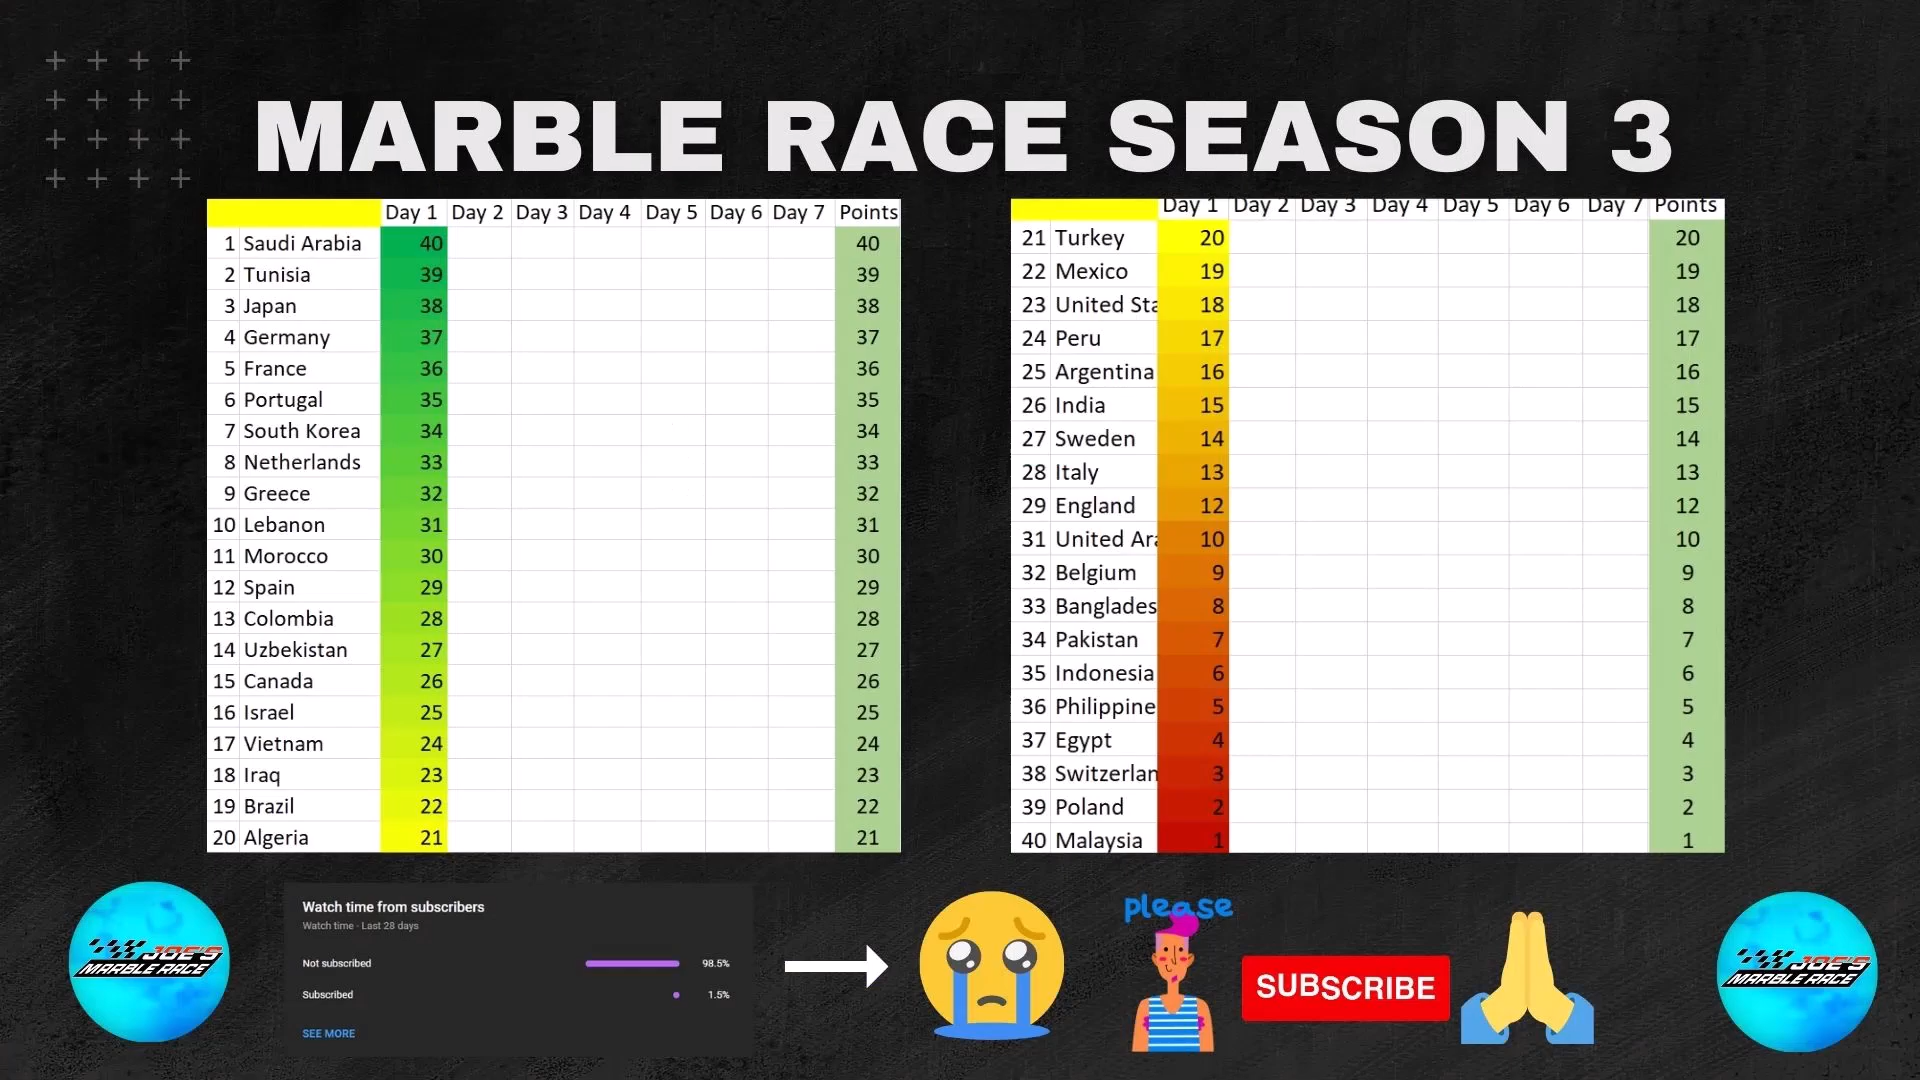 MARBLE RACE SEASON 3
Day 1 Day 2 Day 3 Day 4 Day 5 Day 6 Day 7 Points
1 Saudi Arabia 40 40
2 Tunisia 39 39
3 Japan 38 38
4 Germany 37 37
5 France 36 36
6 Portugal 35 35
7 South Korea 34 34
8 Netherlands 33 33
9 Greece 32 32
10 Lebanon 31 31
11 Morocco 30 30
12 Spain 29 29
13 Colombia 28 28
14 Uzbekistan 27 27
15 Canada 26 26
16 Israel 25 25
17 Vietnam 24 24
18 Iraq 23 23
19 Brazil 22 22
20 Algeria 21 21
Day 1 Day 2 Day 3 Day 4 Day 5 Day 6 Day 7 Points
21 Turkey 20 20
22 Mexico 19 19
23 United Sta 18 18
24 Peru 17 17
25 Argentina 16 16
26 India 15 15
27 Sweden 14 14
28 Italy 13 13
29 England 12 12
31 United Ara 10 10
32 Belgium 9 9
33 Banglades 8 8
34 Pakistan 7 7
35 Indonesia 6 6
36 Philippine 5 5
37 Egypt 4 4
38 Switzerlan 3 3
39 Poland 2 2
40 Malaysia 1 1
JOE'S
MARBLE RACE
Watch time from subscribers
Watch time · Last 28 days
Not subscribed 98.5%
Subscribed 1.5%
SEE MORE
please
SUBSCRIBE
JOE'S
MARBLE RACE